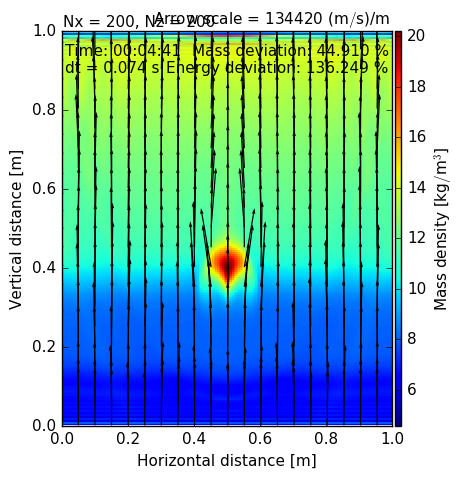 Nx = 200, Nz = 200
Arrow scale = 134420 (m/s)/m
Time: 00:04:41 Mass deviation: 44.910 %
dt = 0.074 s Energy deviation: 136.249 %
1.0
0.8
0.6
0.4
0.2
0.0
Vertical distance [m]
0.0 0.2 0.4 0.6 0.8 1.0
Horizontal distance [m]
20
18
16
14
12
10
8
6
Mass density [kg/m³]